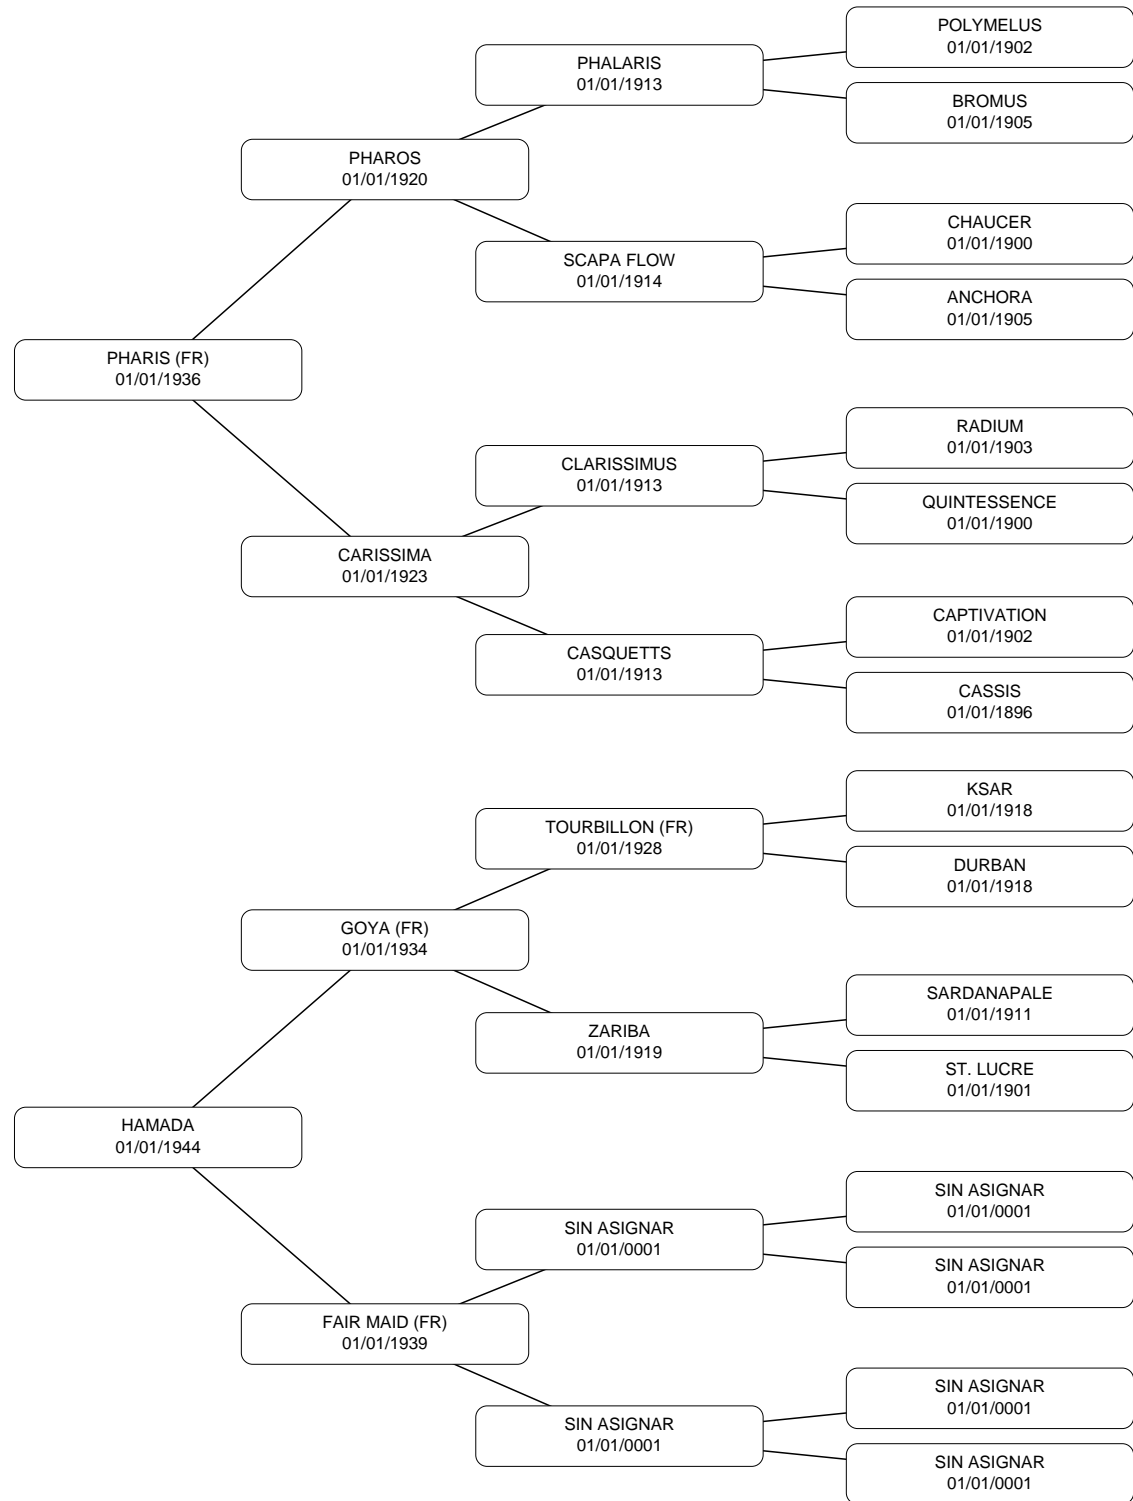 POLYMELUS
01/01/1902
PHALARIS
01/01/1913
BROMUS
01/01/1905
PHAROS
01/01/1920
CHAUCER
01/01/1900
SCAPA FLOW
01/01/1914
ANCHORA
01/01/1905
PHARIS (FR)
01/01/1936
RADIUM
01/01/1903
CLARISSIMUS
01/01/1913
QUINTESSENCE
01/01/1900
CARISSIMA
01/01/1923
CAPTIVATION
01/01/1902
CASQUETTS
01/01/1913
CASSIS
01/01/1896
KSAR
01/01/1918
TOURBILLON (FR)
01/01/1928
DURBAN
01/01/1918
GOYA (FR)
01/01/1934
SARDANAPALE
01/01/1911
ZARIBA
01/01/1919
ST. LUCRE
01/01/1901
HAMADA
01/01/1944
SIN ASIGNAR
01/01/0001
SIN ASIGNAR
01/01/0001
SIN ASIGNAR
01/01/0001
FAIR MAID (FR)
01/01/1939
SIN ASIGNAR
01/01/0001
SIN ASIGNAR
01/01/0001
SIN ASIGNAR
01/01/0001